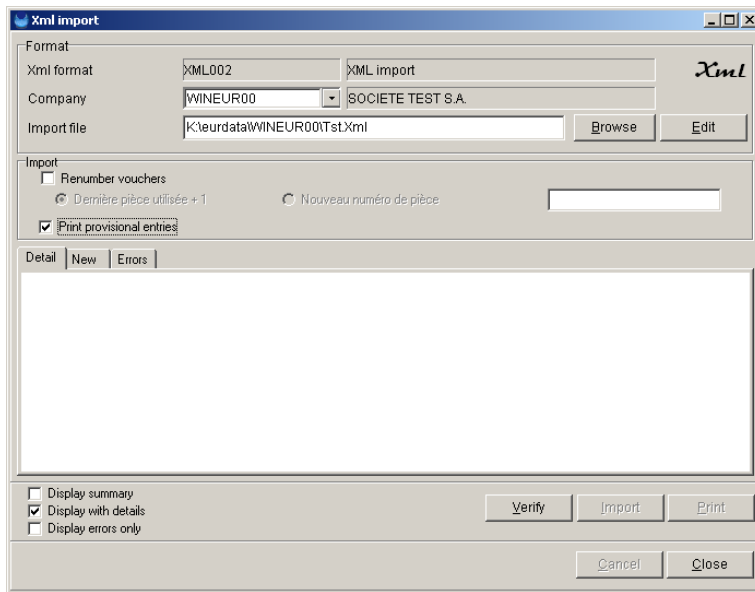 Xml import
Format
Xml format XML002 XML import Xml
Company WINEUR00 SOCIETE TEST S.A.
Import file K:\eurdata\WINEUR00\Tst.Xml Browse Edit
Import
Renumber vouchers
Dernière pièce utilisée + 1 Nouveau numéro de pièce
Print provisional entries
Detail New Errors
Display summary
Display with details
Display errors only
Verify Import Print
Cancel Close